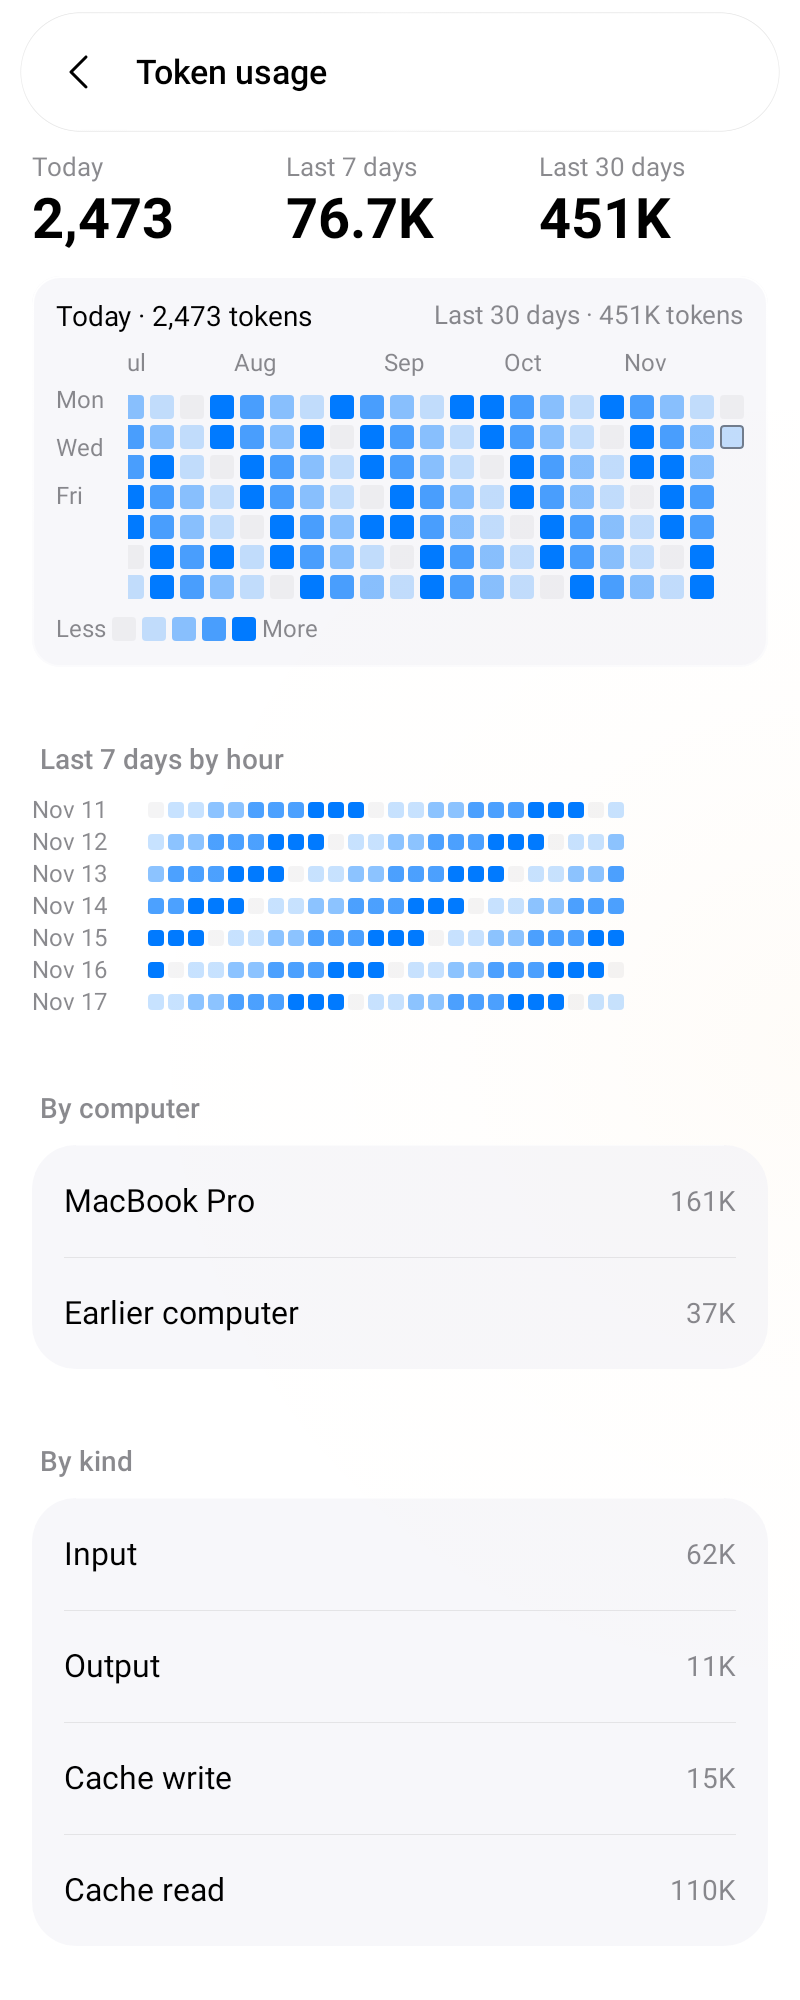 Token usage
Today
2,473
Last 7 days
76.7K
Last 30 days
451K
Today · 2,473 tokens
Last 30 days · 451K tokens
ul Aug Sep Oct Nov
Mon
Wed
Fri
Less More
Last 7 days by hour
Nov 11
Nov 12
Nov 13
Nov 14
Nov 15
Nov 16
Nov 17
By computer
MacBook Pro 161K
Earlier computer 37K
By kind
Input 62K
Output 11K
Cache write 15K
Cache read 110K